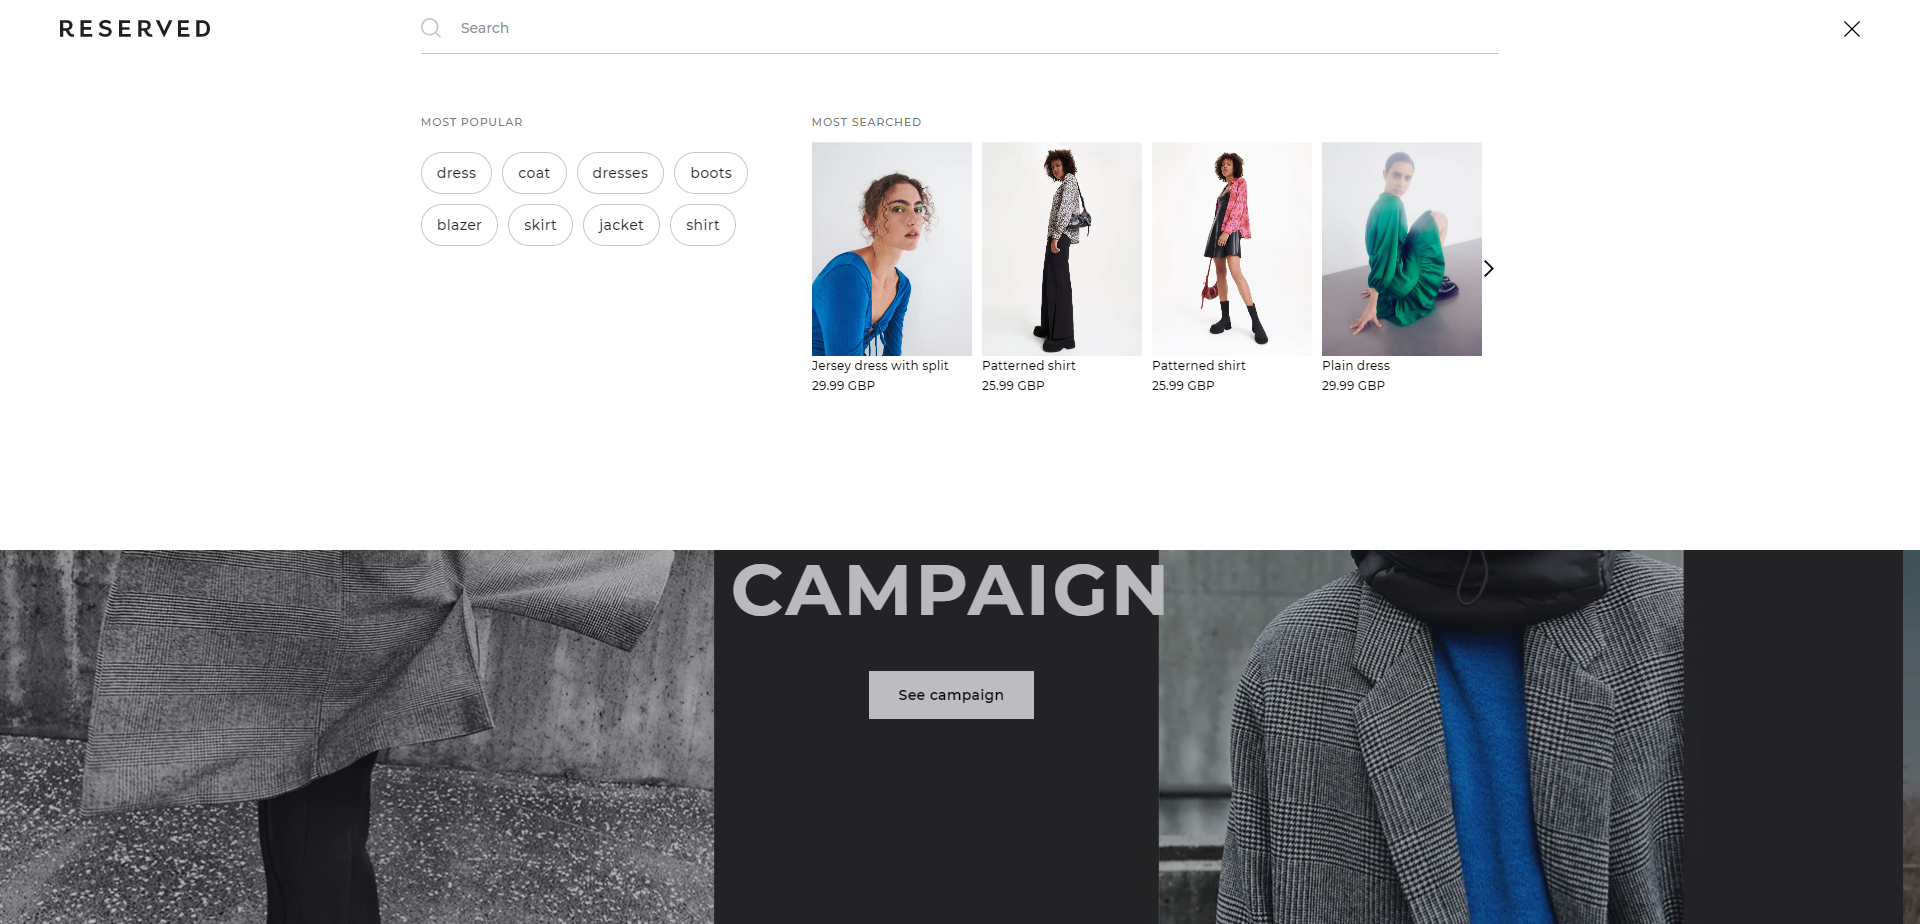 RESERVED
Search
MOST POPULAR
dress coat dresses boots
blazer skirt jacket shirt
MOST SEARCHED
Jersey dress with split
29.99 GBP
Patterned shirt
25.99 GBP
Patterned shirt
25.99 GBP
Plain dress
29.99 GBP
CAMPAIGN
See campaign